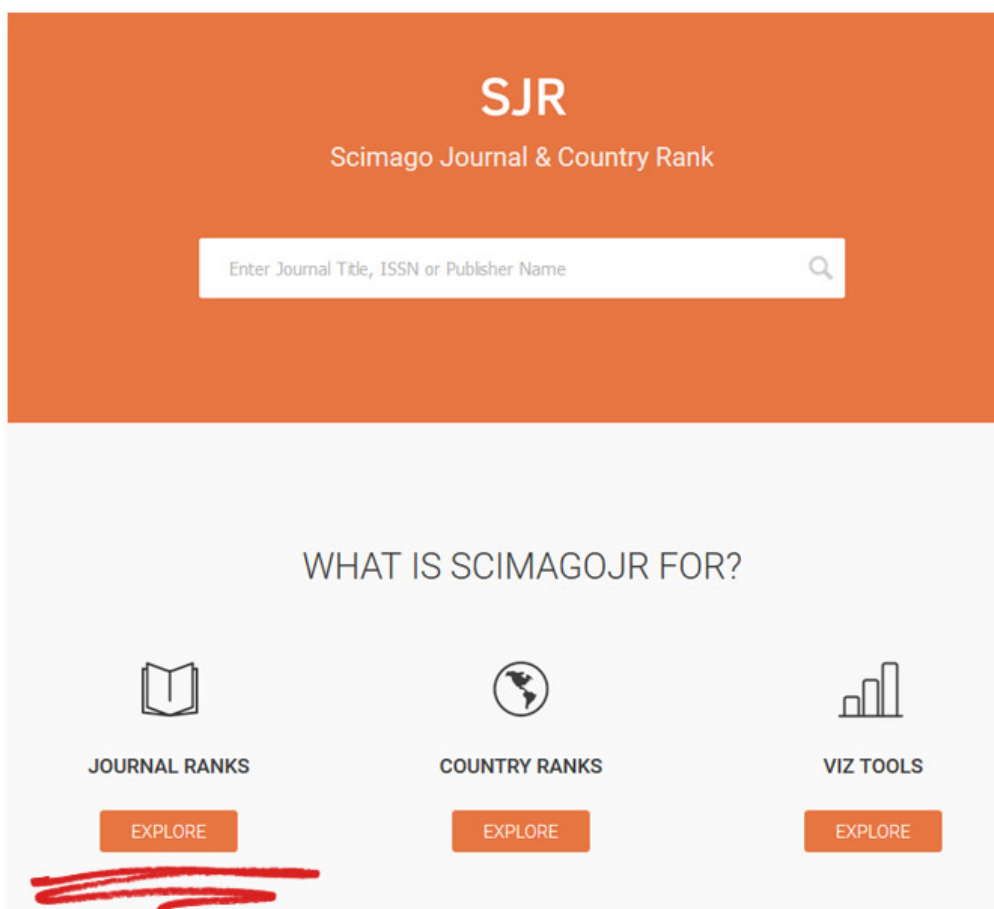 SJR
Scimago Journal & Country Rank
Enter Journal Title, ISSN or Publisher Name
WHAT IS SCIMAGOJR FOR?
JOURNAL RANKS
COUNTRY RANKS
VIZ TOOLS
EXPLORE
EXPLORE
EXPLORE